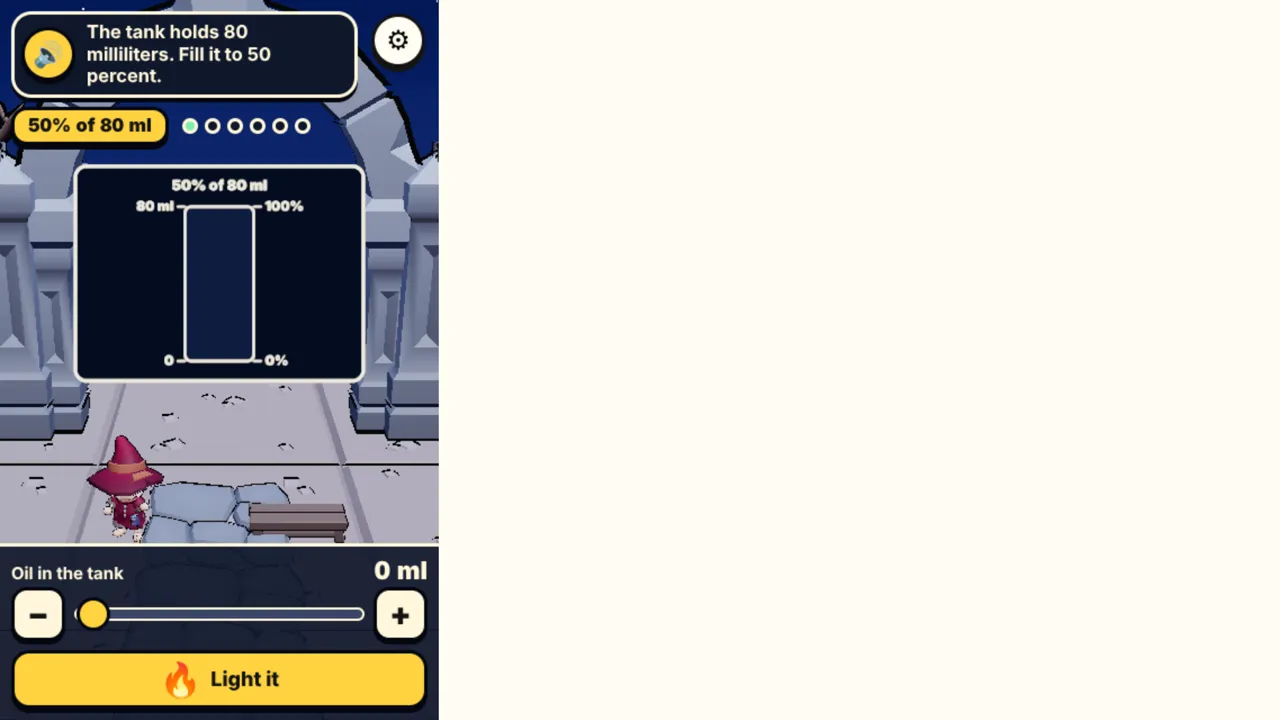 The tank holds 80
milliliters. Fill it to 50
percent.
50% of 80 ml
50% of 80 ml
80 ml
100%
0
0%
Oil in the tank
0 ml
Light it